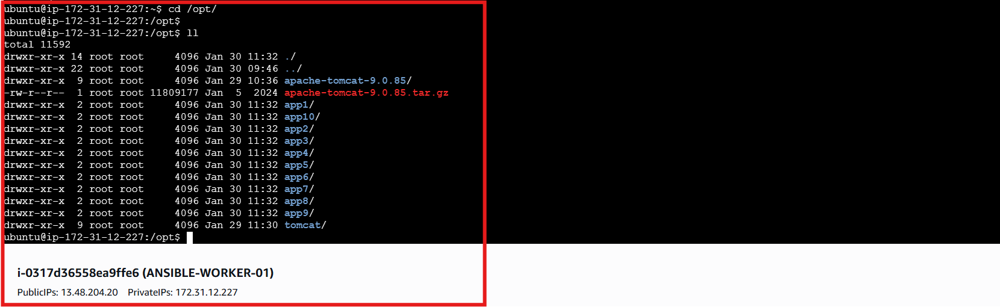 ubuntu@ip-172-31-12-227:~$ cd /opt/
ubuntu@ip-172-31-12-227:/opt$
ubuntu@ip-172-31-12-227:/opt$ ll
total 11592
drwxr-xr-x 14 root root     4096 Jan 30 11:32 ./
drwxr-xr-x 22 root root     4096 Jan 30 09:46 ../
drwxr-xr-x  9 root root     4096 Jan 29 10:36 apache-tomcat-9.0.85/
-rw-r--r--  1 root root 11809177 Jan  5  2024 apache-tomcat-9.0.85.tar.gz
drwxr-xr-x  2 root root     4096 Jan 30 11:32 app1/
drwxr-xr-x  2 root root     4096 Jan 30 11:32 app10/
drwxr-xr-x  2 root root     4096 Jan 30 11:32 app2/
drwxr-xr-x  2 root root     4096 Jan 30 11:32 app3/
drwxr-xr-x  2 root root     4096 Jan 30 11:32 app4/
drwxr-xr-x  2 root root     4096 Jan 30 11:32 app5/
drwxr-xr-x  2 root root     4096 Jan 30 11:32 app6/
drwxr-xr-x  2 root root     4096 Jan 30 11:32 app7/
drwxr-xr-x  2 root root     4096 Jan 30 11:32 app8/
drwxr-xr-x  2 root root     4096 Jan 30 11:32 app9/
drwxr-xr-x  9 root root     4096 Jan 29 11:30 tomcat/
ubuntu@ip-172-31-12-227:/opt$
i-0317d36558ea9ffe6 (ANSIBLE-WORKER-01)
PublicIPs: 13.48.204.20    PrivateIPs: 172.31.12.227